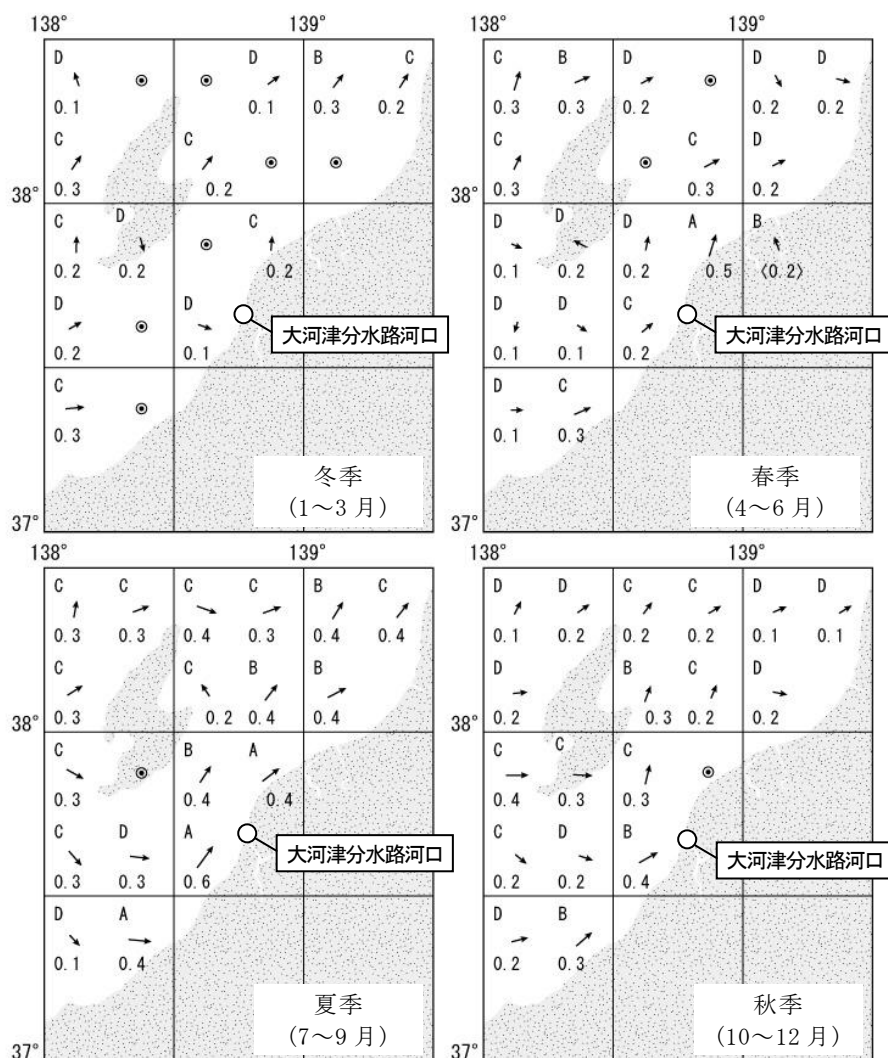 138° 139° 138° 139°
D D B C C B D D D
0.1 0.1 0.3 0.2 0.3 0.3 0.2 0.2 0.2
C C C C D
0.3 0.2 0.3 0.3 0.2
38° 38°
C D C D D D A B
0.2 0.2 0.2 0.1 0.2 0.2 0.5 〈0.2〉
D D D D C
大河津分水路河口 大河津分水路河口
0.2 0.1 0.1 0.1 0.2
C D C
0.3 0.1 0.3
冬季 春季
(1～3月) (4～6月)
37° 37°
138° 139° 138° 139°
C C C C B C D D C C D D
0.3 0.3 0.4 0.3 0.4 0.4 0.1 0.2 0.2 0.2 0.1 0.1
C C B B D B C D
0.3 0.2 0.4 0.4 0.2 0.3 0.2 0.2
38° 38°
C B A C C C
0.3 0.4 0.4 0.4 0.3 0.3
C D A C D B
大河津分水路河口 大河津分水路河口
0.3 0.3 0.6 0.2 0.2 0.4
D A D B
0.1 0.4 0.2 0.3
夏季 秋季
(7～9月) (10～12月)
37° 37°